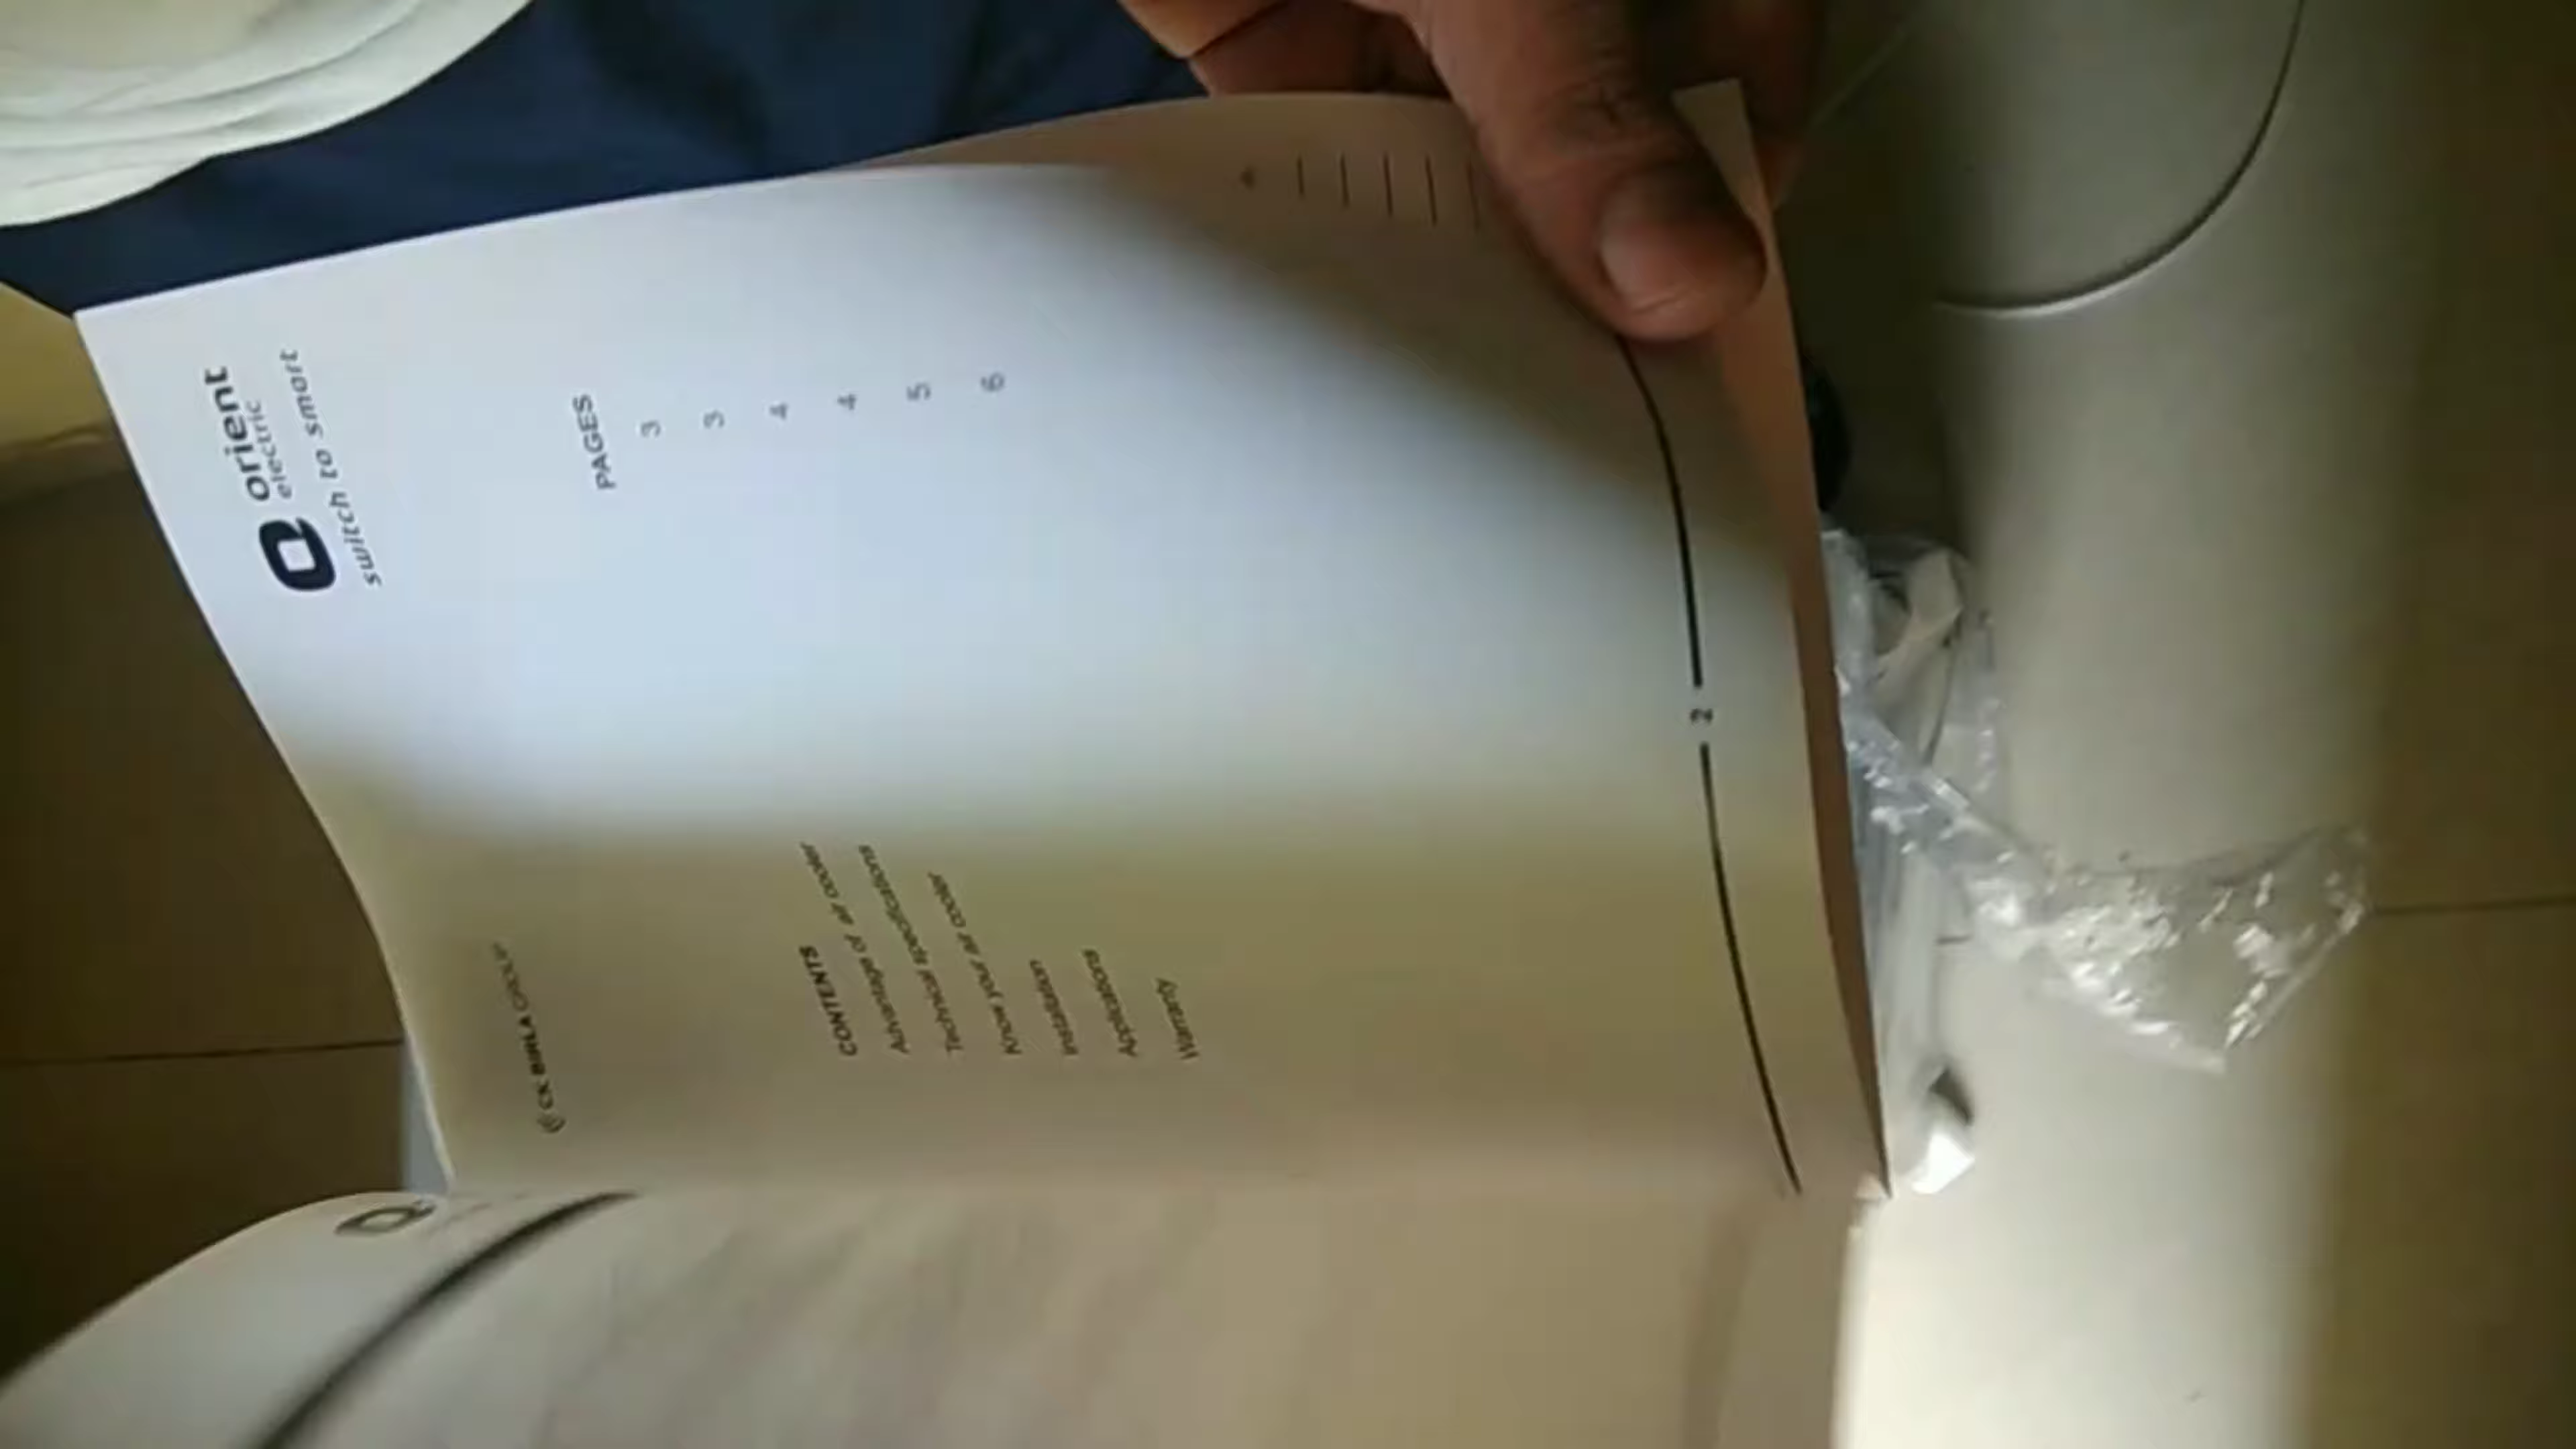 CK BIRLA GROUP
orient
electric
switch to smart
CONTENTS PAGES
Advantage of air cooler 3
Technical specifications 3
Know your air cooler 4
Installation 4
Applications 5
Warranty 6
2